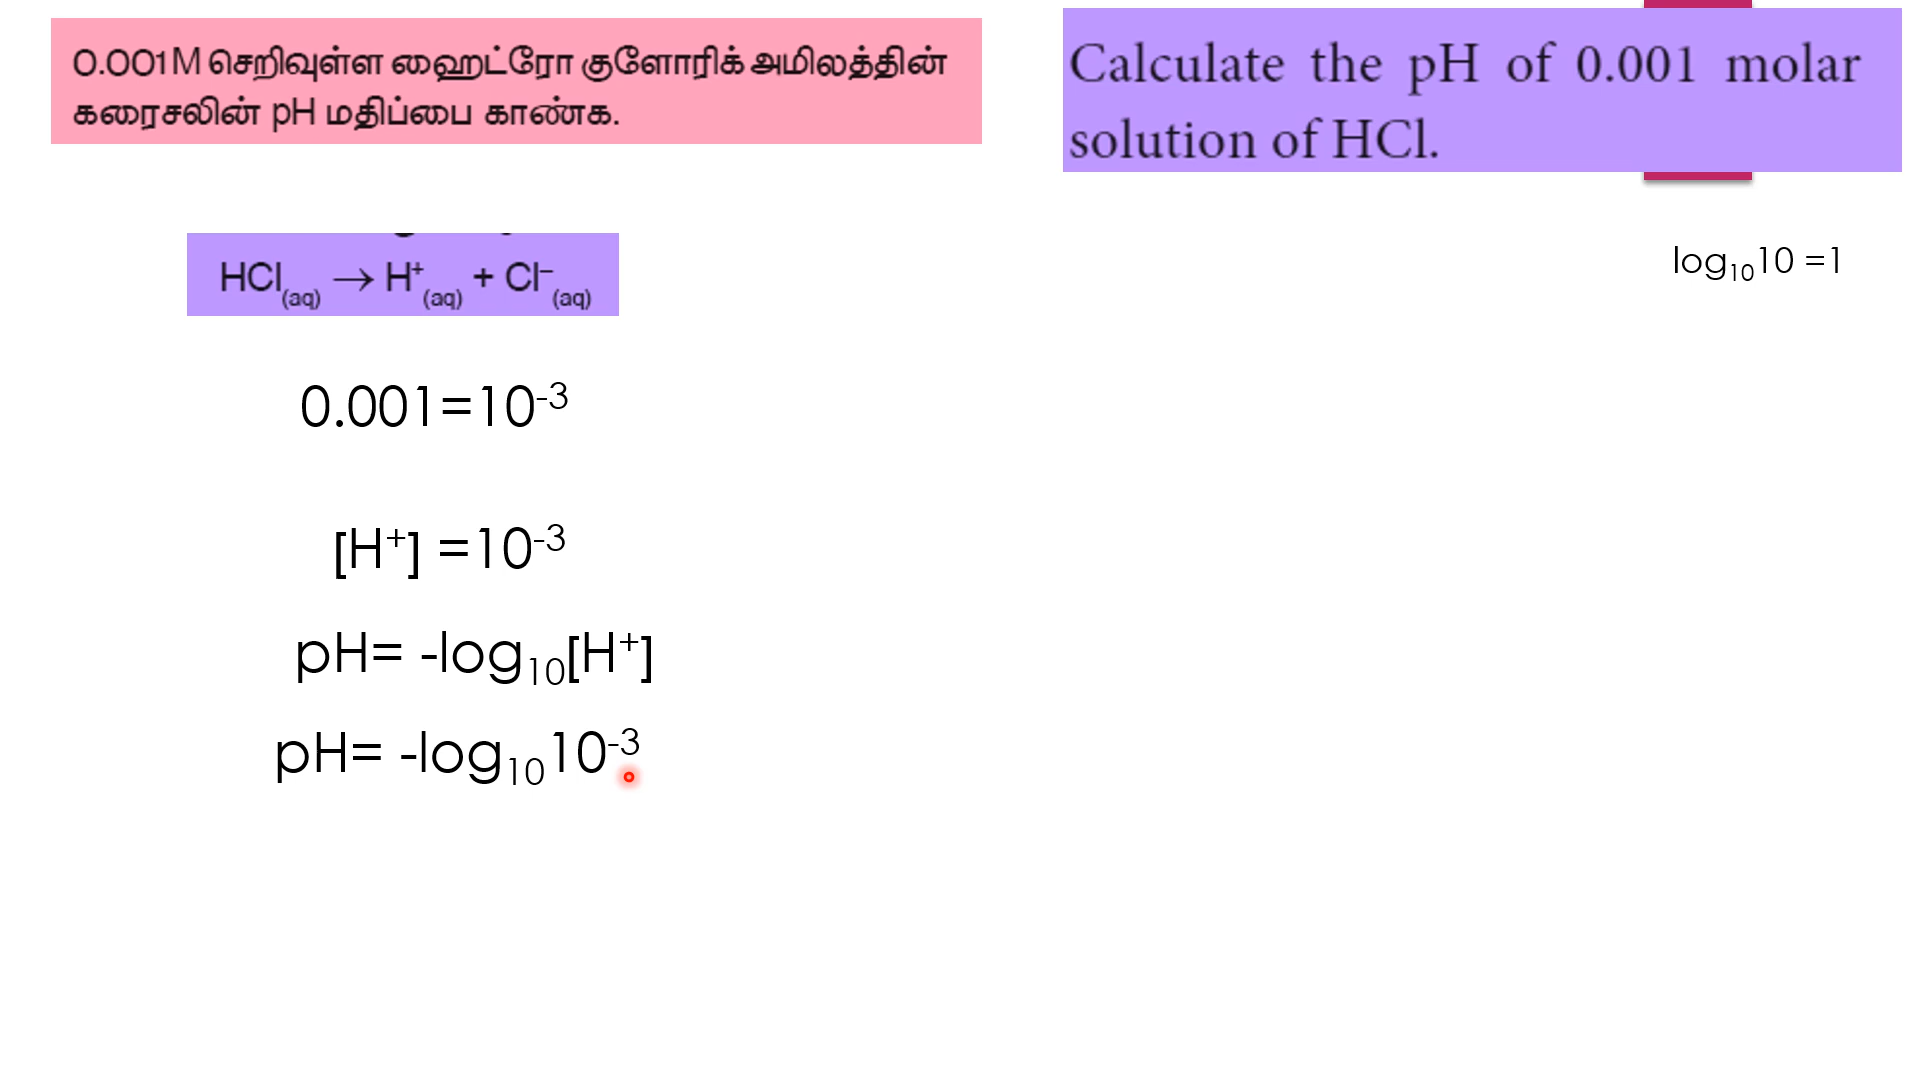 0.001M செறிவுள்ள ஹைட்ரோ குளோரிக் அமிலத்தின்
கரைசலின் pH மதிப்பை காண்க.
Calculate the pH of 0.001 molar
solution of HCl.
HCl(aq) → H⁺(aq) + Cl⁻(aq)
log₁₀10 =1
0.001=10⁻³
[H⁺] =10⁻³
pH= -log₁₀[H⁺]
pH= -log₁₀10⁻³